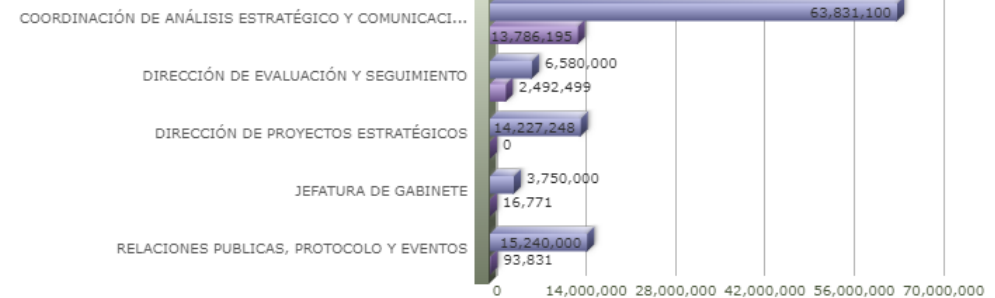 COORDINACIÓN DE ANÁLISIS ESTRATÉGICO Y COMUNICACI...
63,831,100
13,786,195
DIRECCIÓN DE EVALUACIÓN Y SEGUIMIENTO
6,580,000
2,492,499
DIRECCIÓN DE PROYECTOS ESTRATÉGICOS
14,227,248
0
JEFATURA DE GABINETE
3,750,000
16,771
RELACIONES PUBLICAS, PROTOCOLO Y EVENTOS
15,240,000
93,831
0 14,000,000 28,000,000 42,000,000 56,000,000 70,000,000